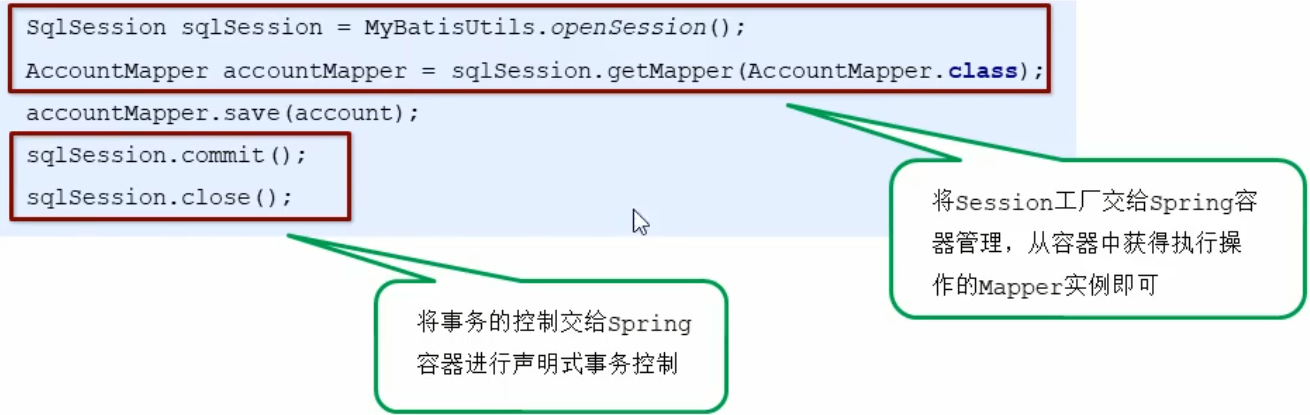 SqlSession sqlSession = MyBatisUtils.openSession();
AccountMapper accountMapper = sqlSession.getMapper(AccountMapper.class);
accountMapper.save(account);
sqlSession.commit();
sqlSession.close();
将Session工厂交给Spring容
器管理，从容器中获得执行操
作的Mapper实例即可
将事务的控制交给Spring
容器进行声明式事务控制